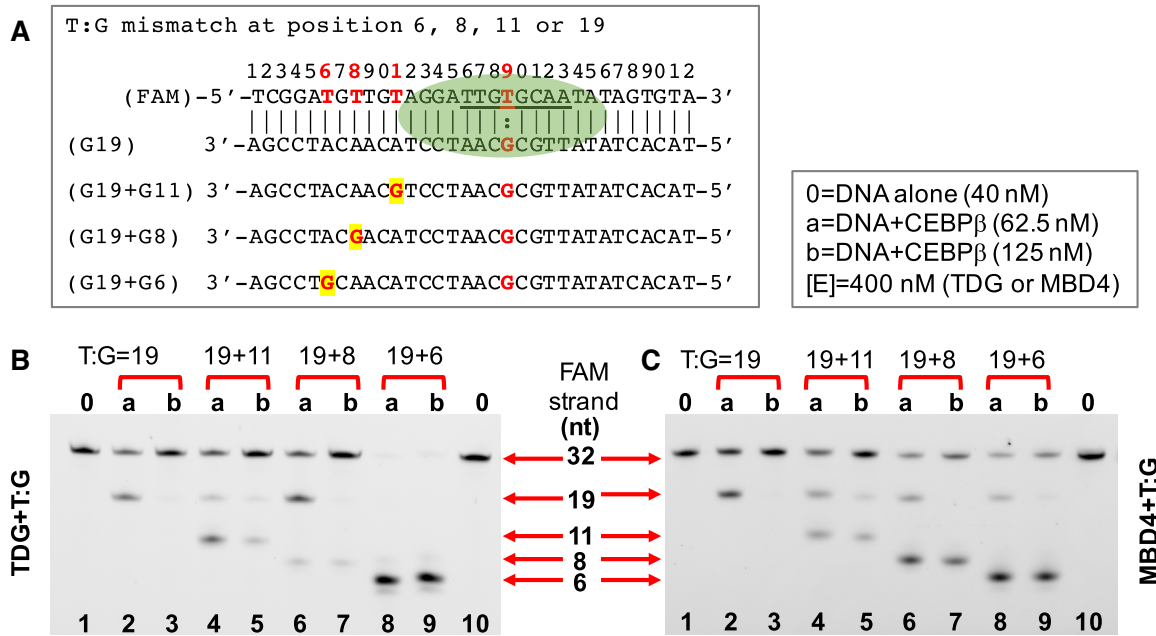 A
T:G mismatch at position 6, 8, 11 or 19
12345678901234567890123456789012
(FAM)-5’-TCGGATGTTGTAGGATTGTGCAATATAGTGTA-3’
||||||||||||||||||:|||||||||||||
(G19) 3’-AGCCTACAACATCCTAACGCGTTATATCACAT-5’
(G19+G11) 3’-AGCCTACAACGTCCTAACGCGTTATATCACAT-5’
(G19+G8) 3’-AGCCTACGACATCCTAACGCGTTATATCACAT-5’
(G19+G6) 3’-AGCCTGCAACATCCTAACGCGTTATATCACAT-5’
0=DNA alone (40 nM)
a=DNA+CEBPβ (62.5 nM)
b=DNA+CEBPβ (125 nM)
[E]=400 nM (TDG or MBD4)
B
T:G=19 19+11 19+8 19+6
0 a b a b a b a b 0
TDG+T:G
1 2 3 4 5 6 7 8 9 10
FAM
strand
(nt)
32
19
11
8
6
C
T:G=19 19+11 19+8 19+6
0 a b a b a b a b 0
MBD4+T:G
1 2 3 4 5 6 7 8 9 10